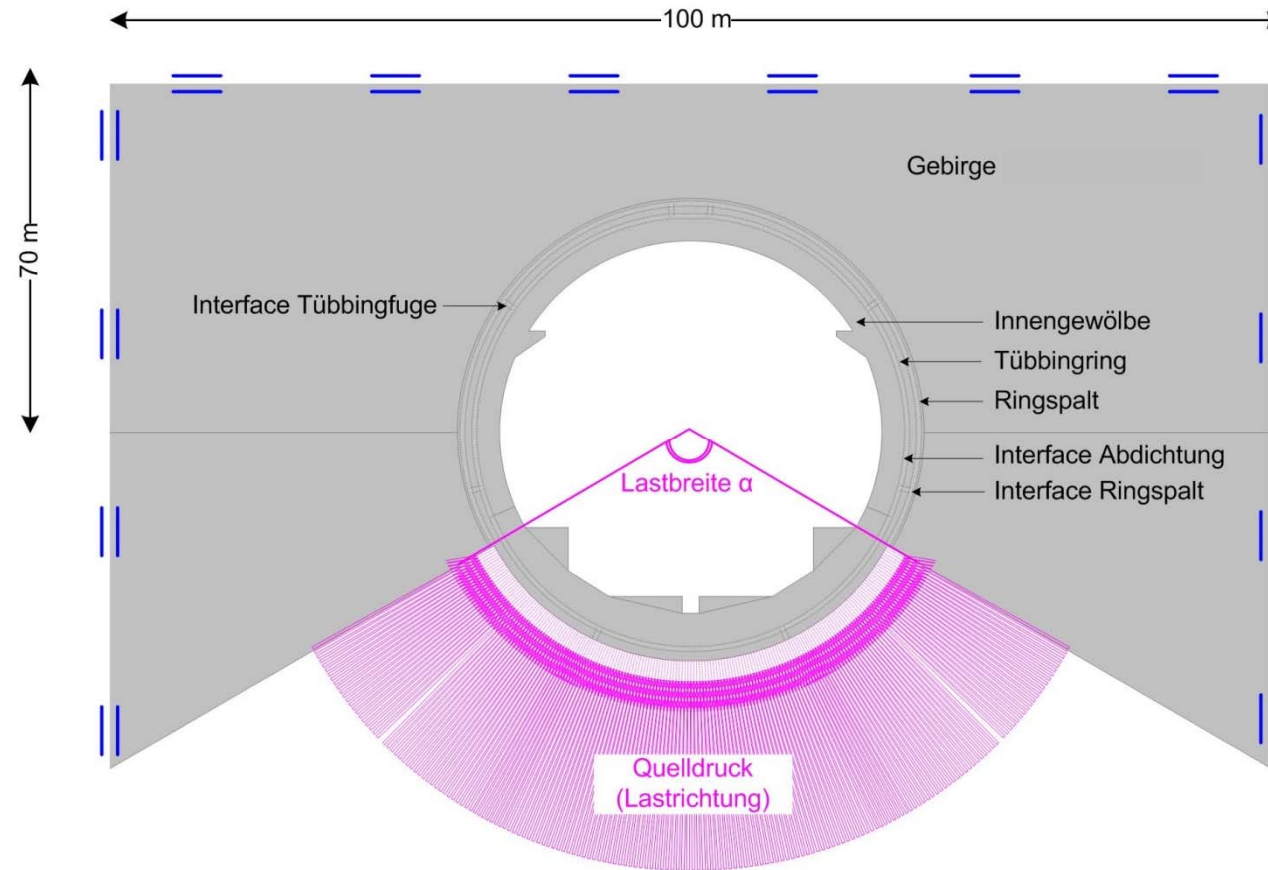 100 m
70 m
Gebirge
Interface Tübbingfuge
Innengewölbe
Tübbingring
Ringspalt
Interface Abdichtung
Interface Ringspalt
Lastbreite α
Quelldruck
(Lastrichtung)